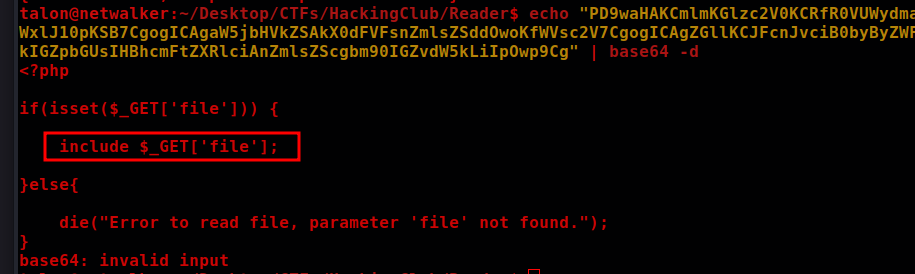 talon@netwalker:~/Desktop/CTFs/HackingClub/Reader$ echo "PD9waHAKCmlmKGlzc2V0KCRfR0VUWydma
WxlJ10pKSB7CgogICAgaW5jbHVkZSAkX0dFVFsnZmlsZSddOwoKfWVsc2V7CgogICAgZGllKCJFcnJvciB0byByZWF
kIGZpbGUsIHBhcmFtZXRlciAnZmlsZScgbm90IGZvdW5kLiIpOwp9Cg" | base64 -d
<?php
if(isset($_GET['file'])) {
include $_GET['file'];
}else{
die("Error to read file, parameter 'file' not found.");
}
base64: invalid input